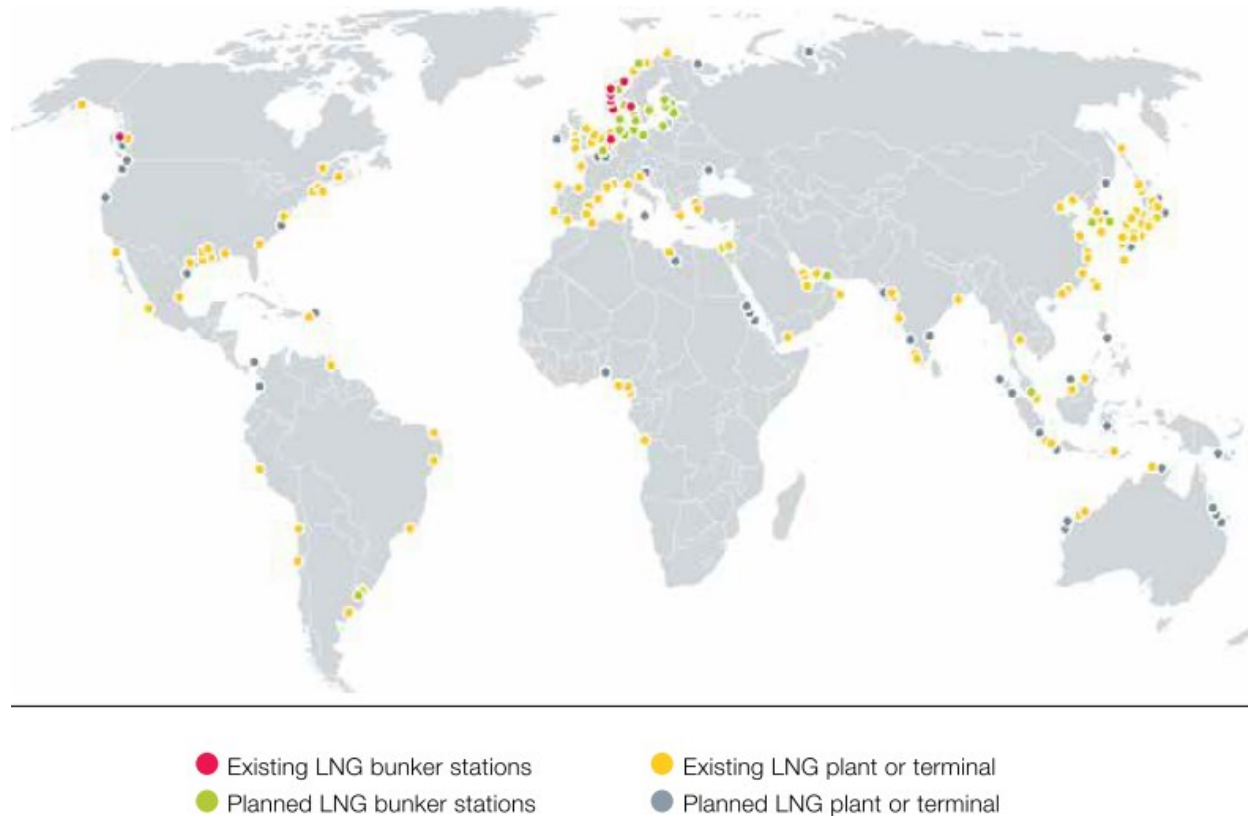 Existing LNG bunker stations
Existing LNG plant or terminal
Planned LNG bunker stations
Planned LNG plant or terminal